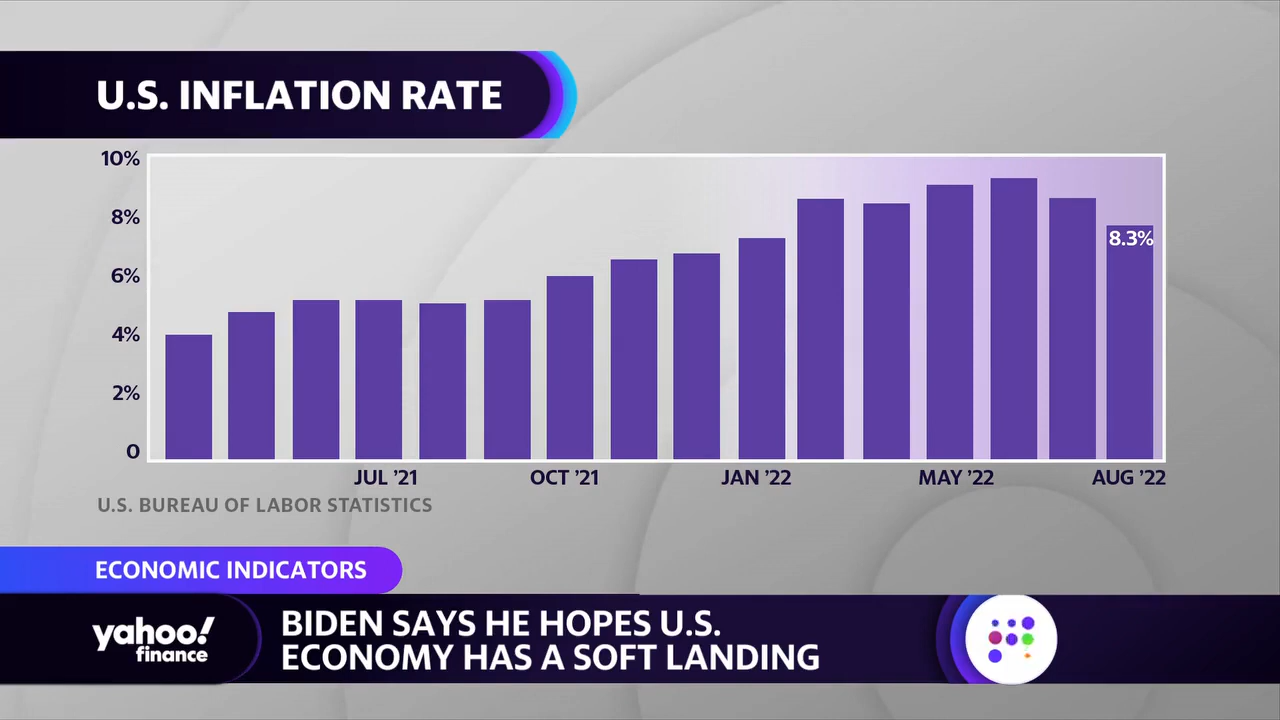 U.S. INFLATION RATE
10%
8%
6%
4%
2%
0
8.3%
JUL ’21 OCT ’21 JAN ’22 MAY ’22 AUG ’22
U.S. BUREAU OF LABOR STATISTICS
ECONOMIC INDICATORS
yahoo!
finance
BIDEN SAYS HE HOPES U.S.
ECONOMY HAS A SOFT LANDING